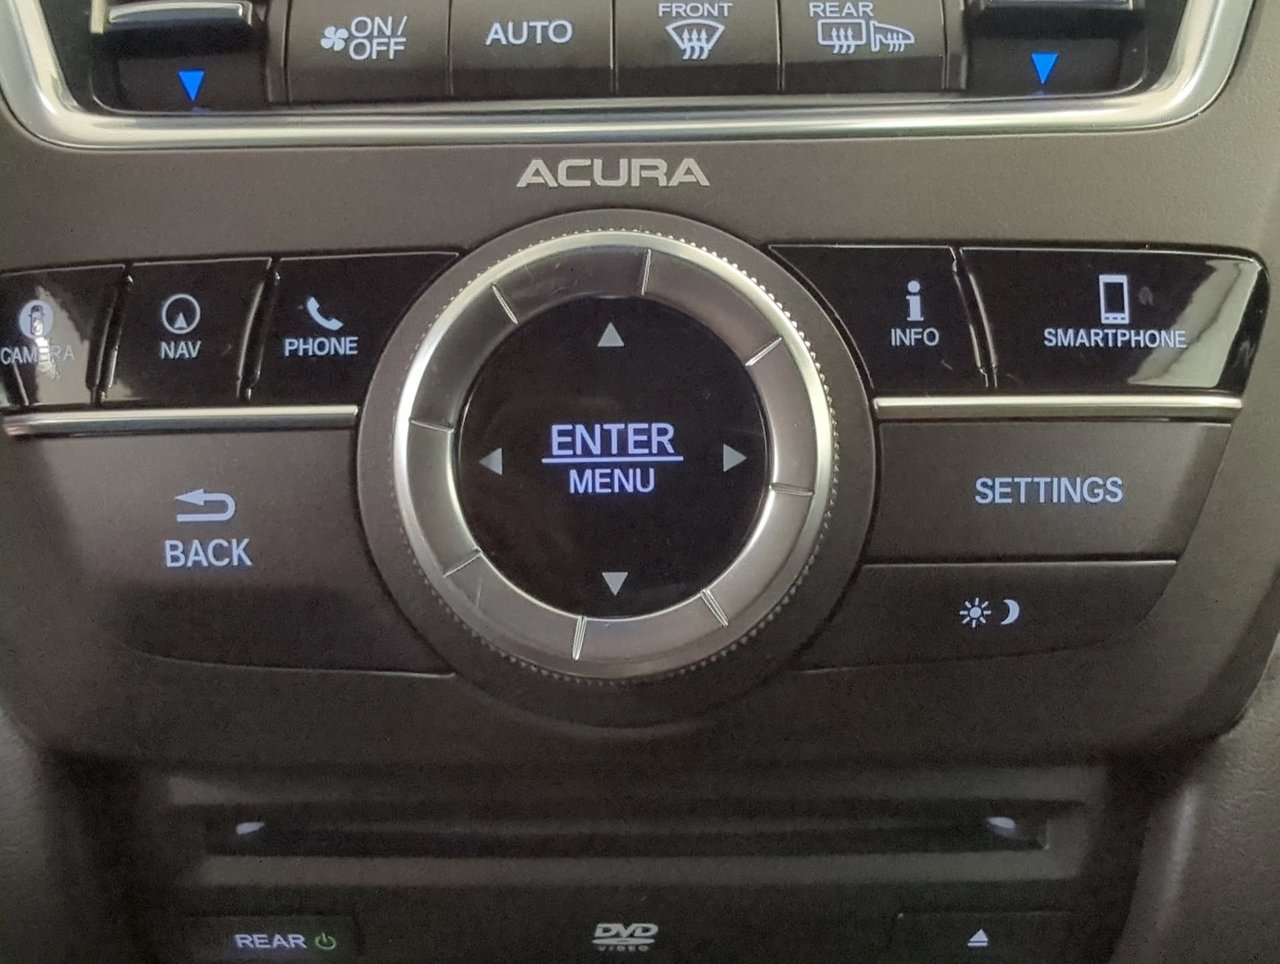 ON/
OFF
AUTO
FRONT
REAR
ACURA
CAMERA
NAV
PHONE
INFO
SMARTPHONE
ENTER
MENU
BACK
SETTINGS
REAR
DVD
VIDEO